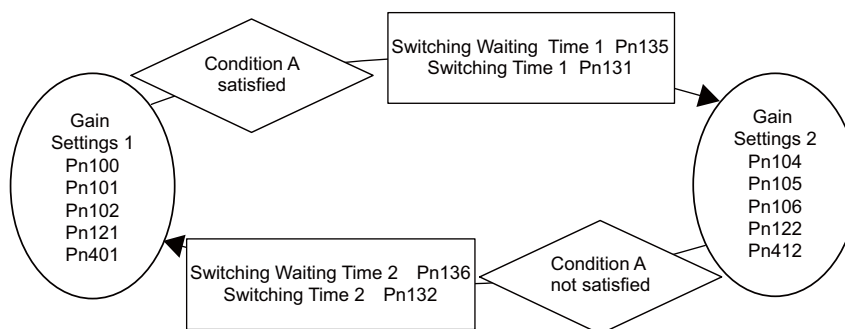 Condition A
satisfied
Switching Waiting Time 1 Pn135
Switching Time 1 Pn131
Gain
Settings 1
Pn100
Pn101
Pn102
Pn121
Pn401
Gain
Settings 2
Pn104
Pn105
Pn106
Pn122
Pn412
Switching Waiting Time 2 Pn136
Switching Time 2 Pn132
Condition A
not satisfied